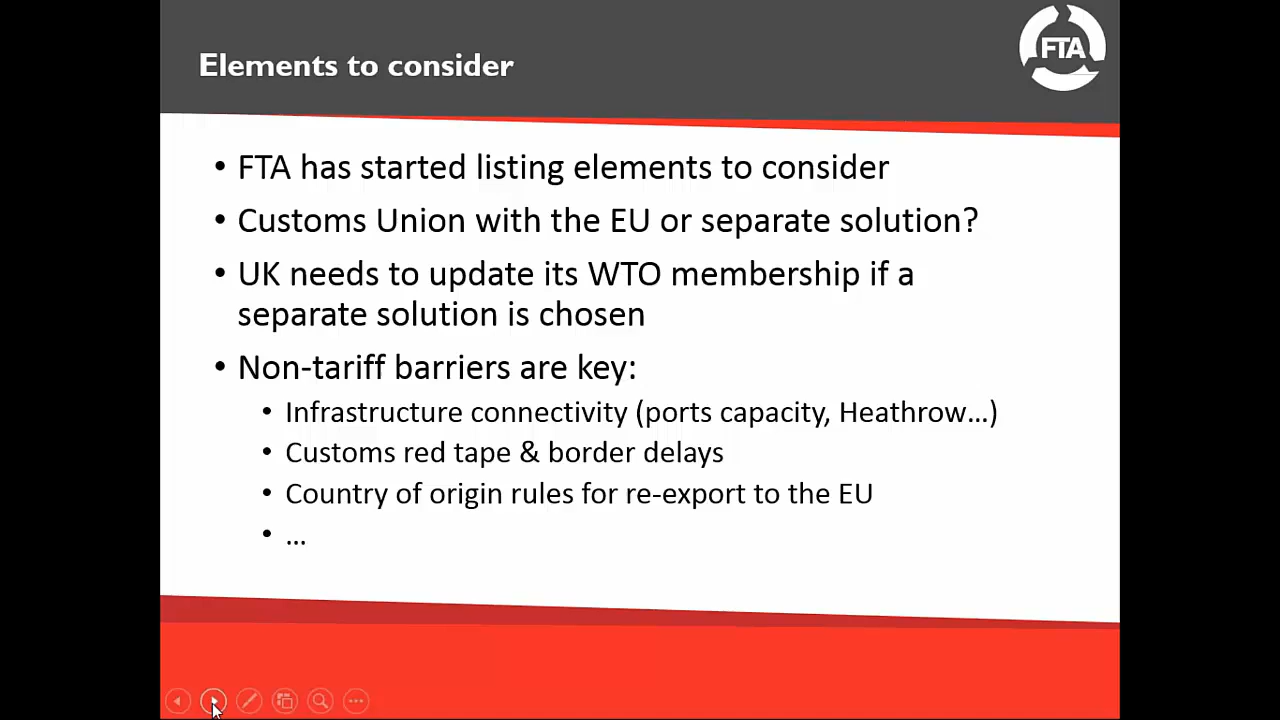 Elements to consider
FTA
• FTA has started listing elements to consider
• Customs Union with the EU or separate solution?
• UK needs to update its WTO membership if a
separate solution is chosen
• Non-tariff barriers are key:
• Infrastructure connectivity (ports capacity, Heathrow...)
• Customs red tape & border delays
• Country of origin rules for re-export to the EU
• ...